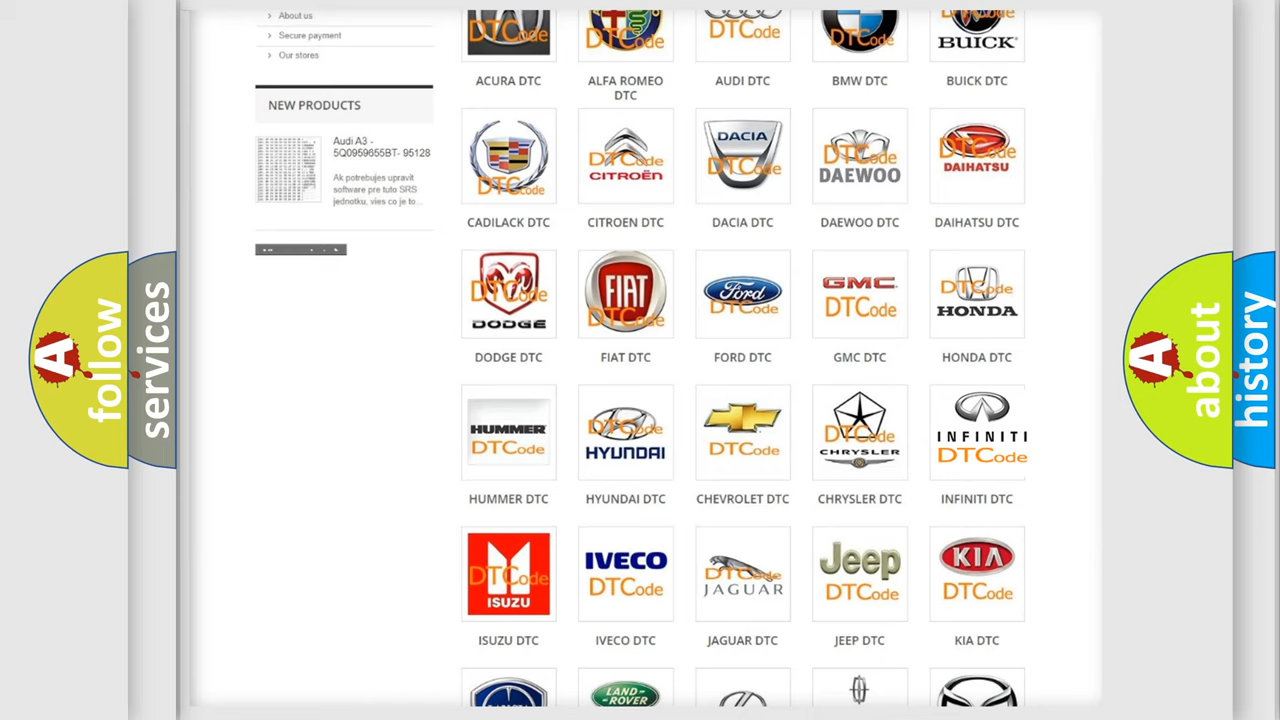 About us
Secure payment
Our stores
NEW PRODUCTS
Audi A3 -
5Q0959655BT- 95128
Ak potrebujes upravit
software pre tuto SRS
jednotku, vies co je to...
DTCode
DTCode
DTCode
DTCode
BUICK
ACURA DTC
ALFA ROMEO
DTC
AUDI DTC
BMW DTC
BUICK DTC
DTCode
DTCode
CITROËN
DACIA
DTCode
DTCode
DAEWOO
DTCode
DAIHATSU
CADILACK DTC
CITROEN DTC
DACIA DTC
DAEWOO DTC
DAIHATSU DTC
DTCode
DODGE
FIAT
DTCode
Ford
DTCode
GMC
DTCode
DTCode
HONDA
DODGE DTC
FIAT DTC
FORD DTC
GMC DTC
HONDA DTC
HUMMER
DTCode
DTCode
HYUNDAI
DTCode
DTCode
CHRYSLER
INFINITI
DTCode
HUMMER DTC
HYUNDAI DTC
CHEVROLET DTC
CHRYSLER DTC
INFINITI DTC
DTCode
ISUZU
IVECO
DTCode
DTCode
JAGUAR
Jeep
DTCode
KIA
DTCode
ISUZU DTC
IVECO DTC
JAGUAR DTC
JEEP DTC
KIA DTC
LAND-
ROVER
A
follow
services
A
about
history